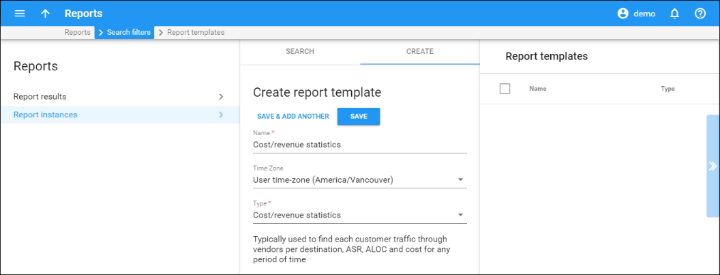 Reports
demo
Reports
Search filters
Report templates
Reports
Report results
Report instances
SEARCH
CREATE
Create report template
SAVE & ADD ANOTHER
SAVE
Name *
Cost/revenue statistics
Time Zone
User time-zone (America/Vancouver)
Type *
Cost/revenue statistics
Typically used to find each customer traffic through
vendors per destination, ASR, ALOC and cost for any
period of time
Report templates
Name
Type